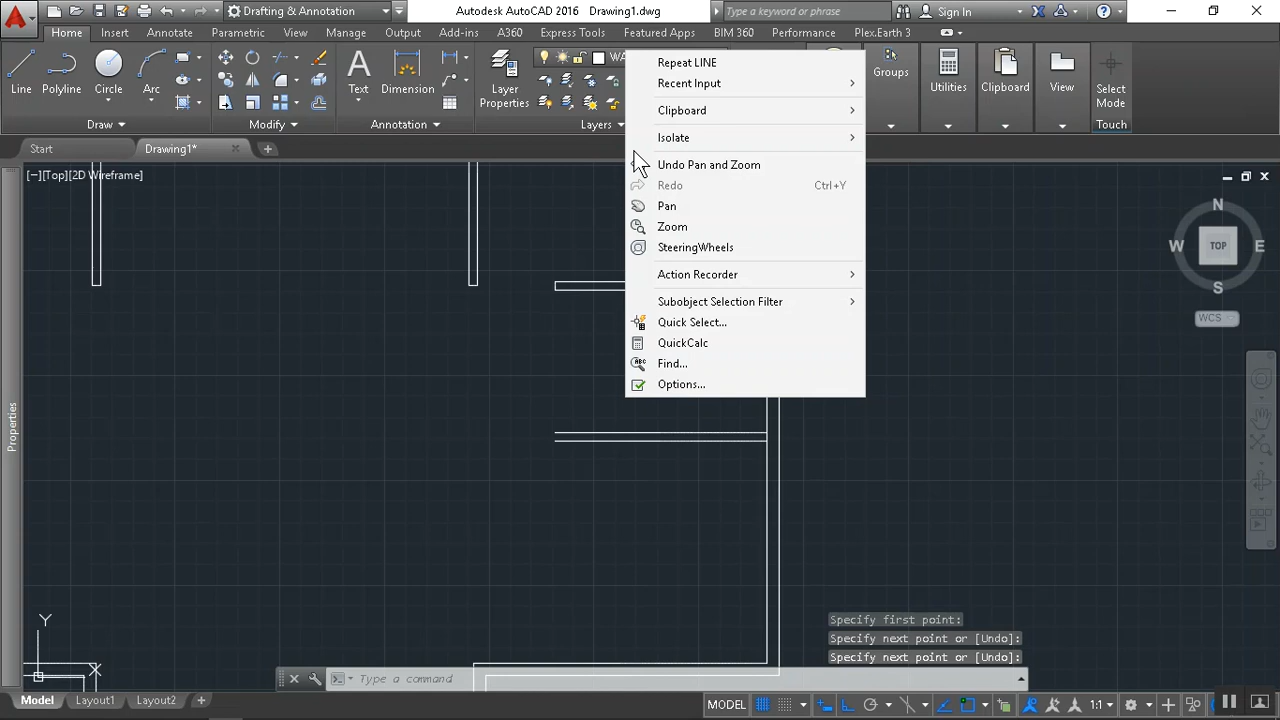 Drafting & Annotation
Autodesk AutoCAD 2016 Drawing1.dwg
Type a keyword or phrase
Sign In
Home Insert Annotate Parametric View Manage Output Add-ins A360 Express Tools Featured Apps BIM 360 Performance Plex.Earth 3
Line Polyline Circle Arc Text Dimension Layer Properties Groups Utilities Clipboard View Select Mode
Draw Modify Annotation Layers Touch
Start Drawing1*
[−][Top][2D Wireframe]
Repeat LINE
Recent Input
Clipboard
Isolate
Undo Pan and Zoom
Redo Ctrl+Y
Pan
Zoom
SteeringWheels
Action Recorder
Subobject Selection Filter
Quick Select...
QuickCalc
Find...
Options...
N
W TOP E
S
WCS
Properties
Y
X
Specify first point:
Specify next point or [Undo]:
Specify next point or [Undo]:
Type a command
Model Layout1 Layout2 +
MODEL 1:1